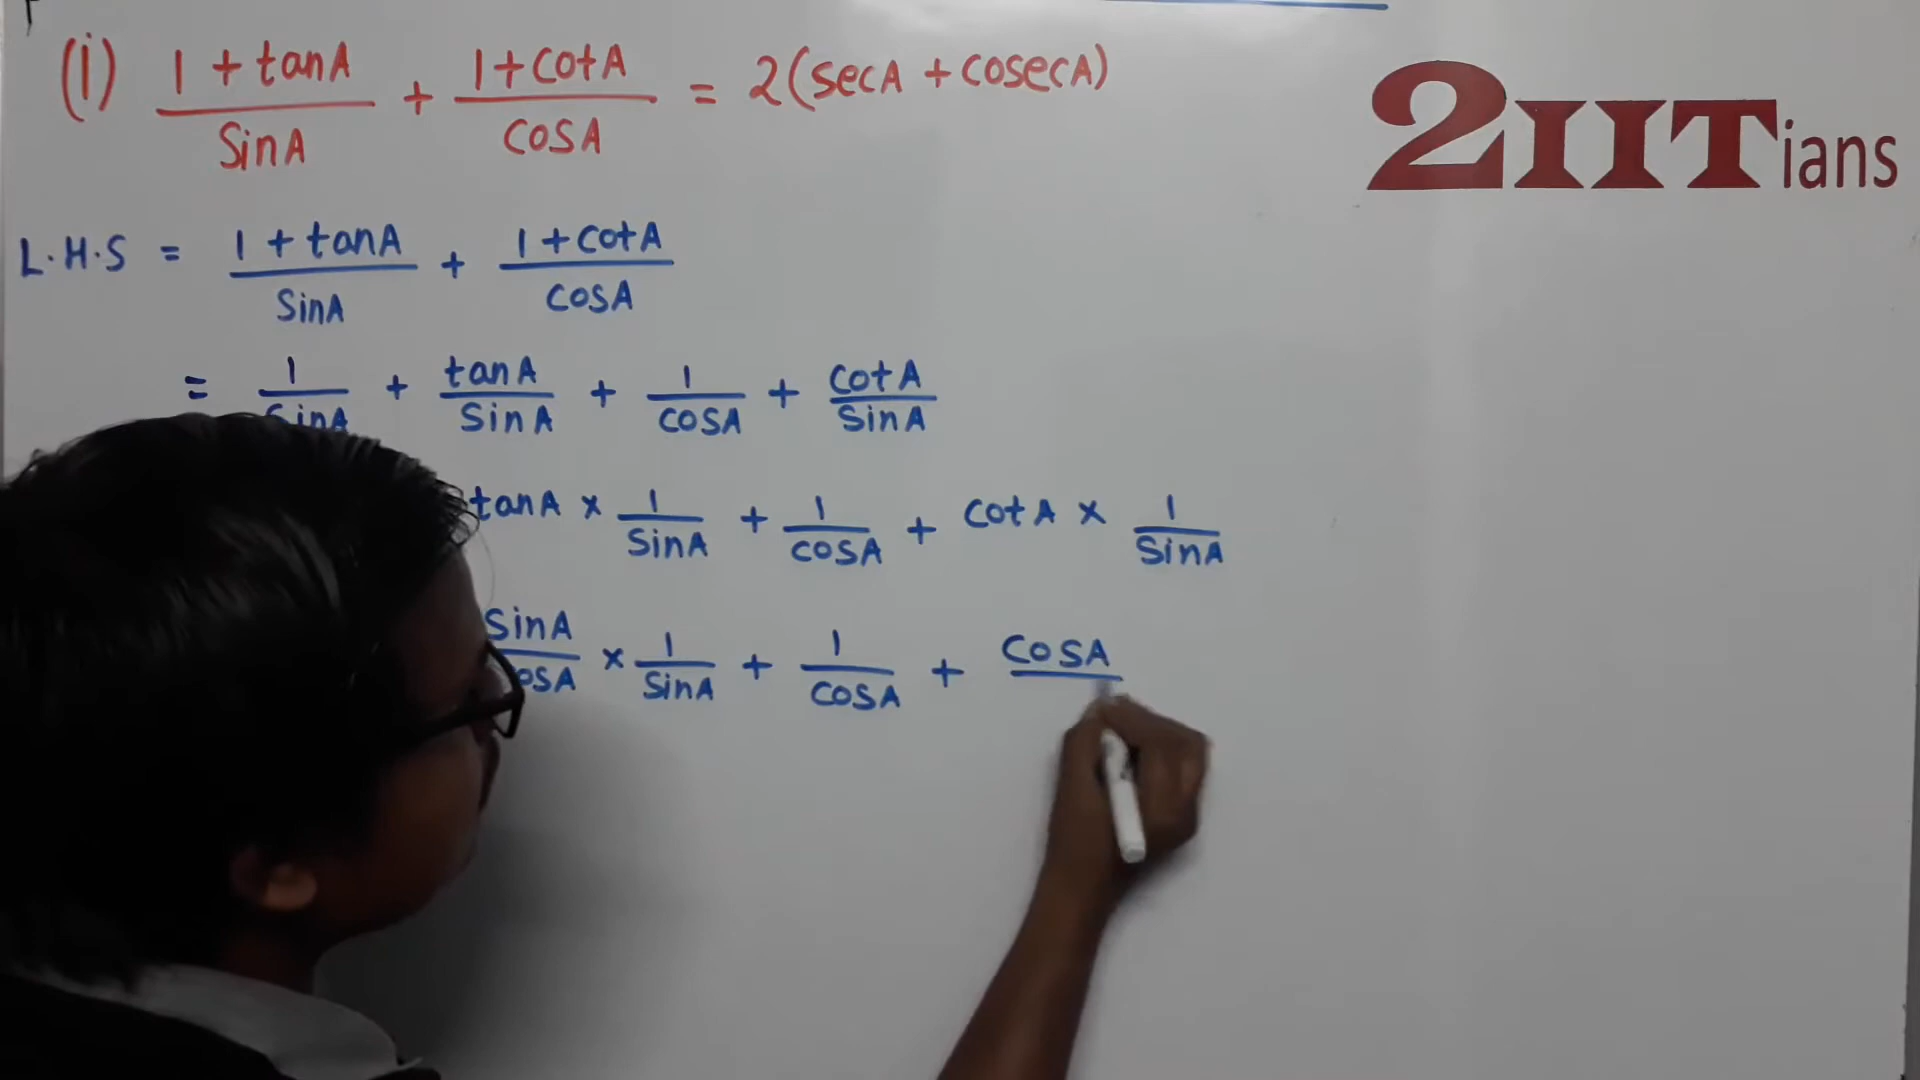 (i) 1 + tanA / SinA + 1 + CotA / COSA = 2(SecA + COSECA)
2IITians
L.H.S = 1 + tanA / SinA + 1 + CotA / COSA
= 1 / SinA + tanA / SinA + 1 / COSA + CotA / SinA
tanA × 1 / SinA + 1 / COSA + CotA × 1 / SinA
SinA / COSA × 1 / SinA + 1 / COSA + COSA